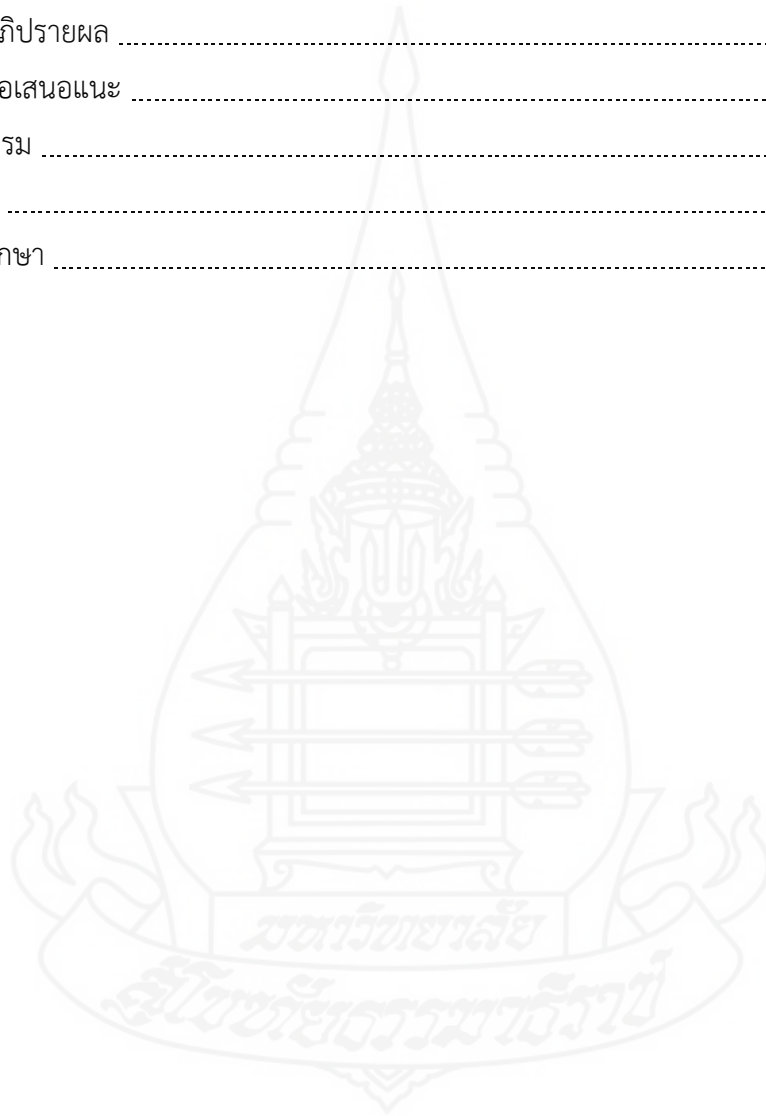 ภิปรายผล
อเสนอแนะ
รม
กษา
มหาวิทยาลัย
สุโขทัยธรรมาธิราช